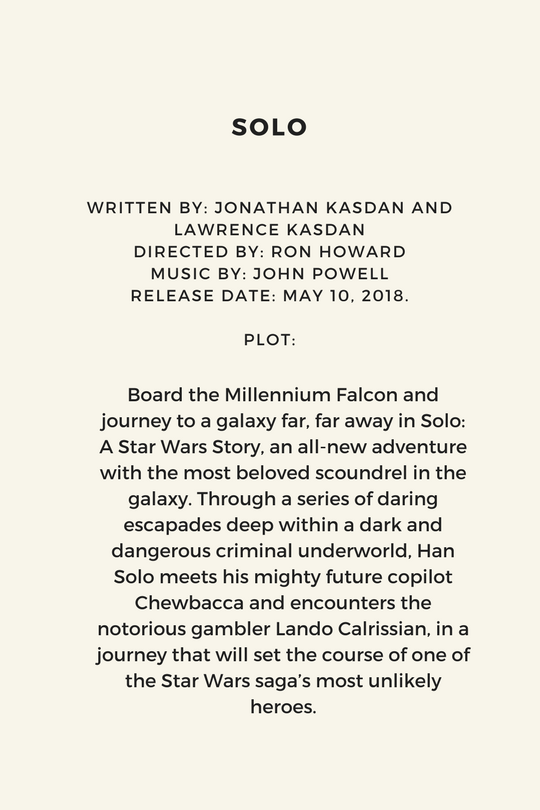 SOLO
WRITTEN BY: JONATHAN KASDAN AND
LAWRENCE KASDAN
DIRECTED BY: RON HOWARD
MUSIC BY: JOHN POWELL
RELEASE DATE: MAY 10, 2018.
PLOT:
Board the Millennium Falcon and
journey to a galaxy far, far away in Solo:
A Star Wars Story, an all-new adventure
with the most beloved scoundrel in the
galaxy. Through a series of daring
escapades deep within a dark and
dangerous criminal underworld, Han
Solo meets his mighty future copilot
Chewbacca and encounters the
notorious gambler Lando Calrissian, in a
journey that will set the course of one of
the Star Wars saga’s most unlikely
heroes.